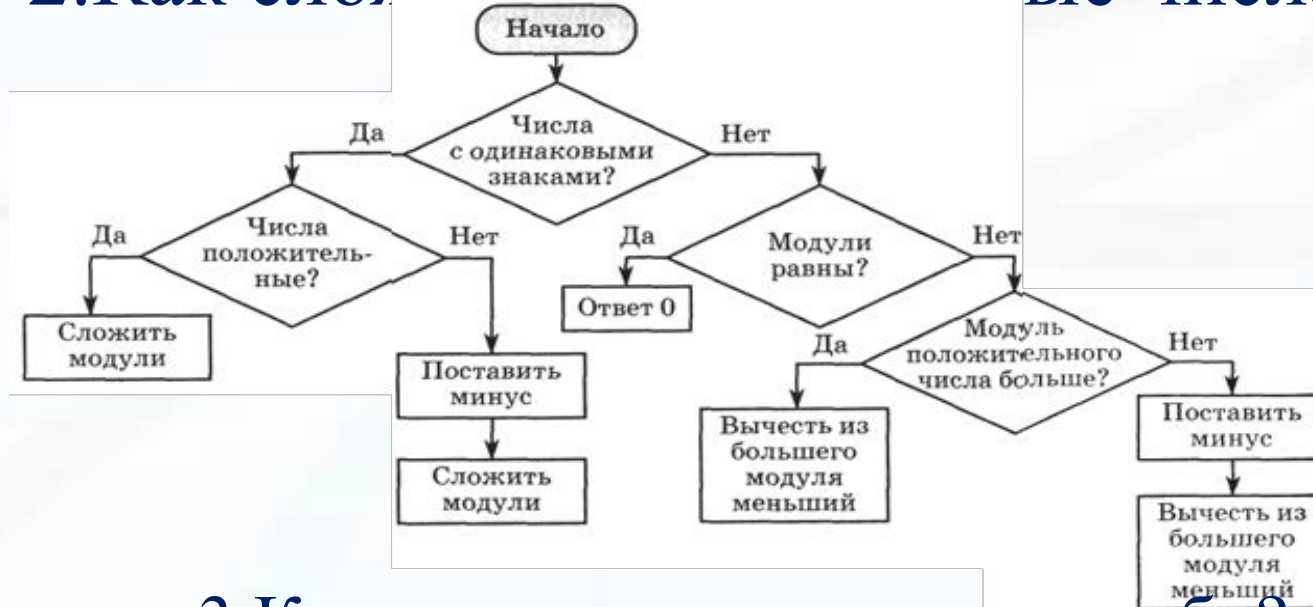 2.Как
Начало
Да
Числа
с одинаковыми
знаками?
Нет
Да
Числа
положитель-
ные?
Нет
Да
Модули
равны?
Нет
Сложить
модули
Ответ 0
Поставить
минус
Сложить
модули
Да
Модуль
положительного
числа больше?
Нет
Вычесть из
большего
модуля
меньший
Поставить
минус
Вычесть из
большего
модуля
меньший